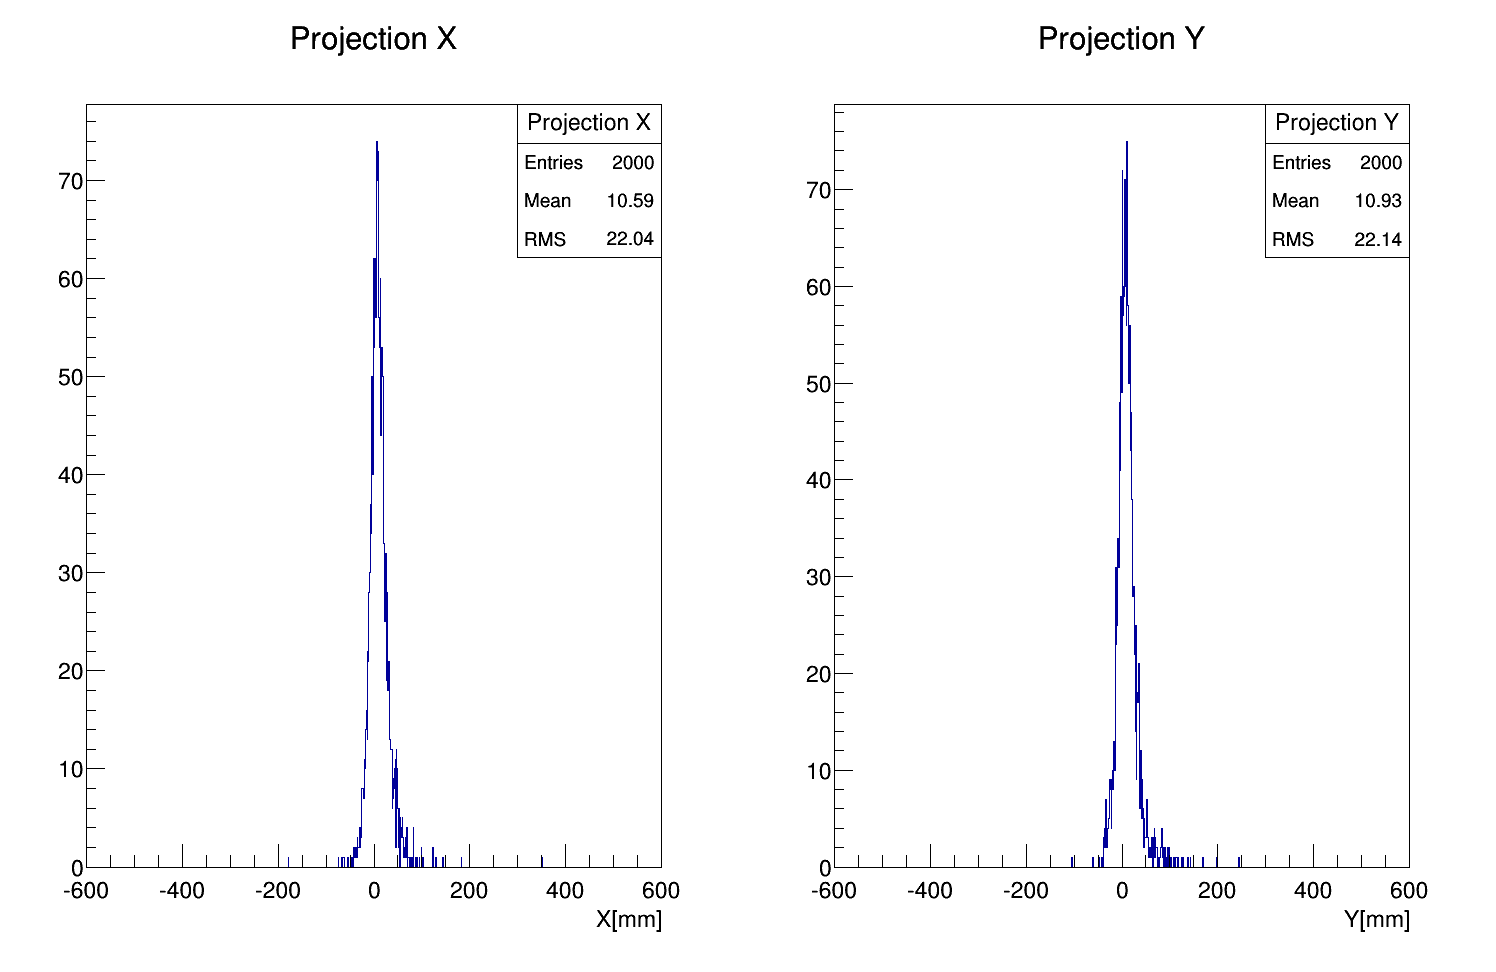 Projection X
Projection X
Entries 2000
Mean 10.59
RMS 22.04
70
60
50
40
30
20
10
0
-600 -400 -200 0 200 400 600
X[mm]
Projection Y
Projection Y
Entries 2000
Mean 10.93
RMS 22.14
70
60
50
40
30
20
10
0
-600 -400 -200 0 200 400 600
Y[mm]